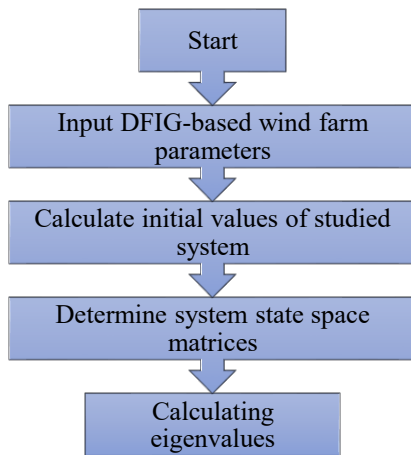 Start
Input DFIG-based wind farm
parameters
Calculate initial values of studied
system
Determine system state space
matrices
Calculating
eigenvalues